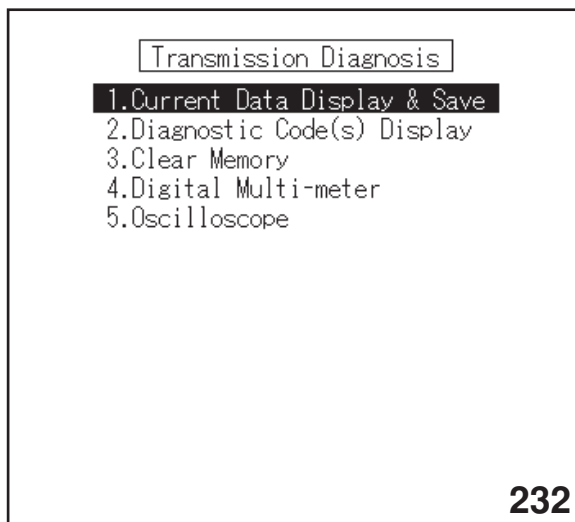 Transmission Diagnosis
1.Current Data Display & Save
2.Diagnostic Code(s) Display
3.Clear Memory
4.Digital Multi-meter
5.Oscilloscope
232